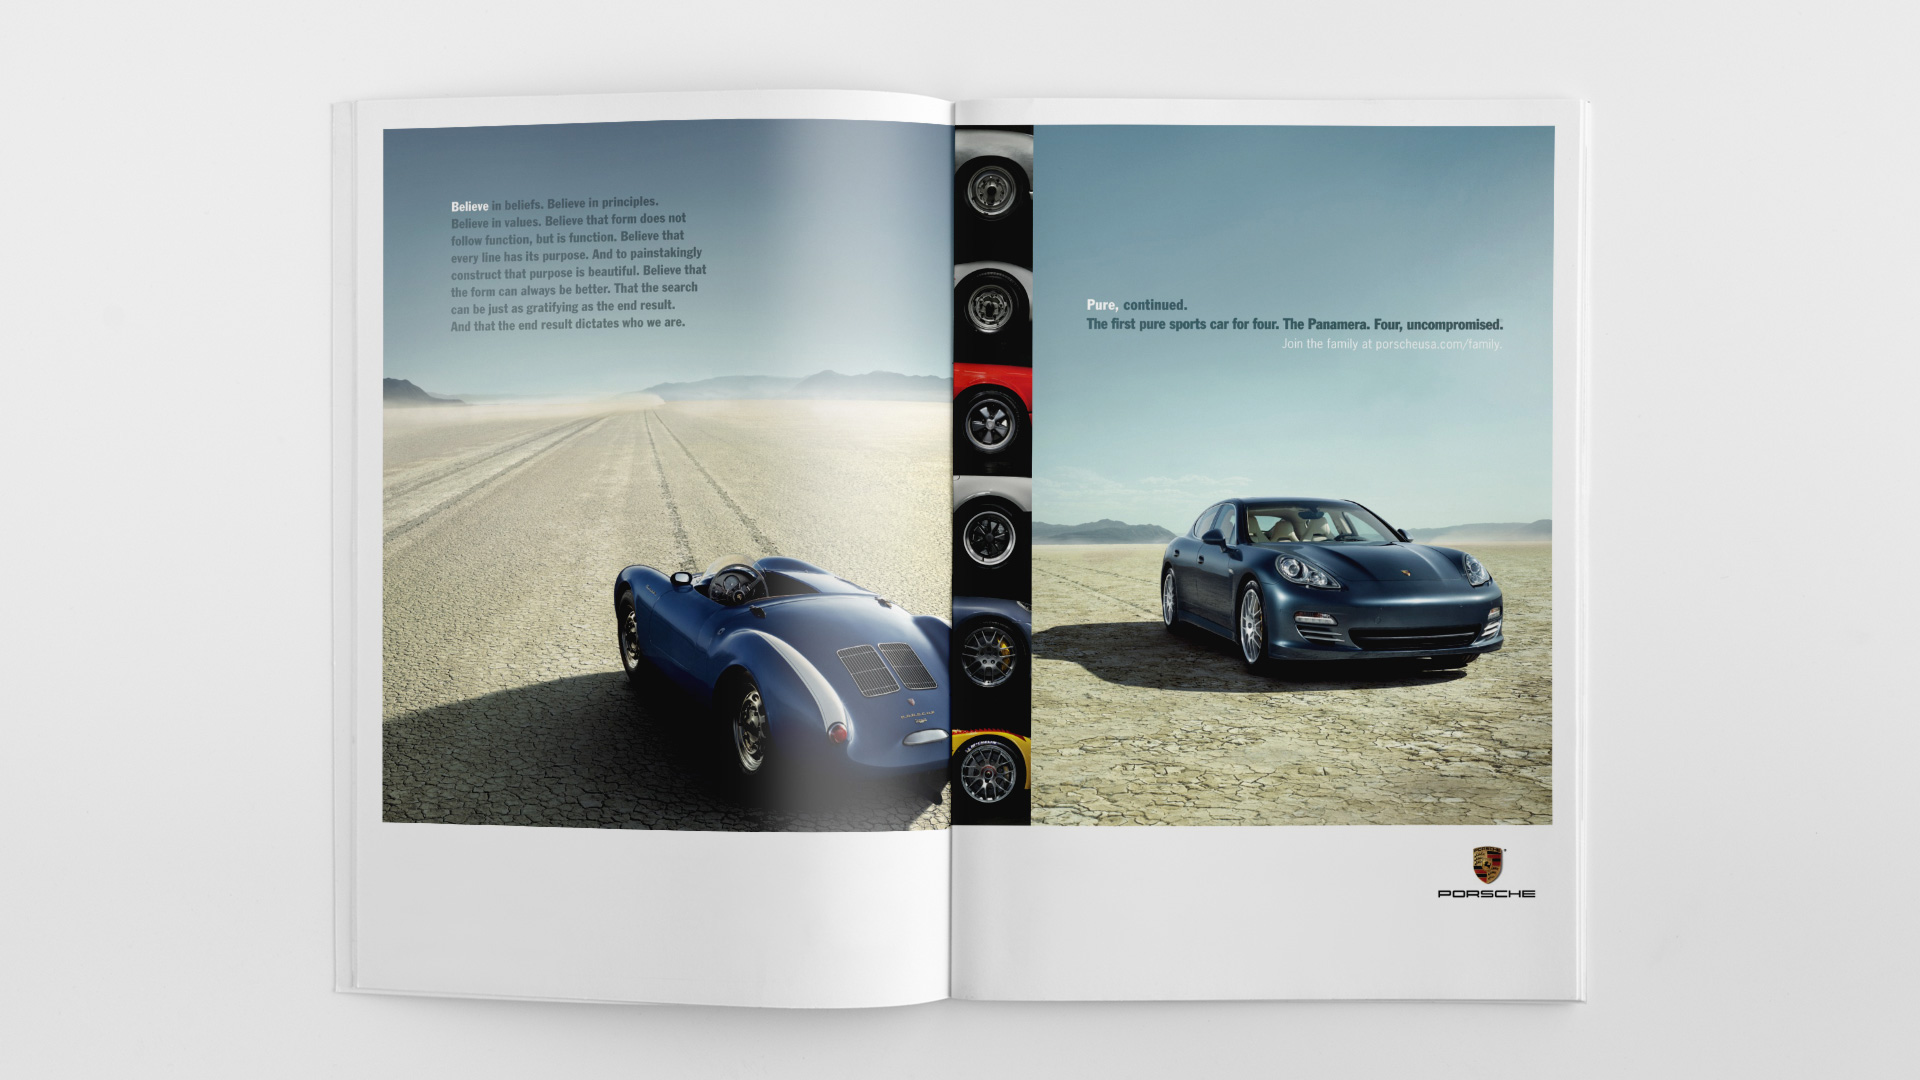 Believe in beliefs. Believe in principles.
Believe in values. Believe that form does not
follow function, but is function. Believe that
every line has its purpose. And to painstakingly
construct that purpose is beautiful. Believe that
the form can always be better. That the search
can be just as gratifying as the end result.
And that the end result dictates who we are.
PORSCHE
Pure, continued.
The first pure sports car for four. The Panamera. Four, uncompromised.
Join the family at porscheusa.com/family.
PORSCHE
PORSCHE